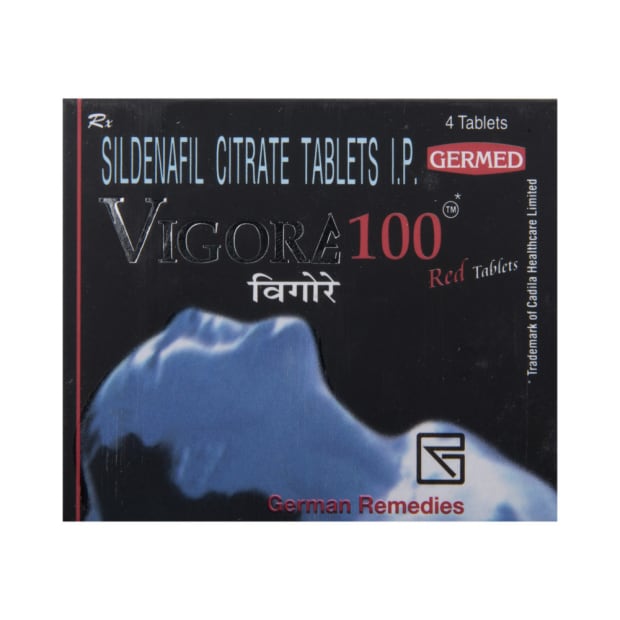 Rx
4 Tablets
SILDENAFIL CITRATE TABLETS I.P.
GERMED
VIGORA 100 TM*
Red Tablets
विगोरे
* Trademark of Cadila Healthcare Limited
German Remedies